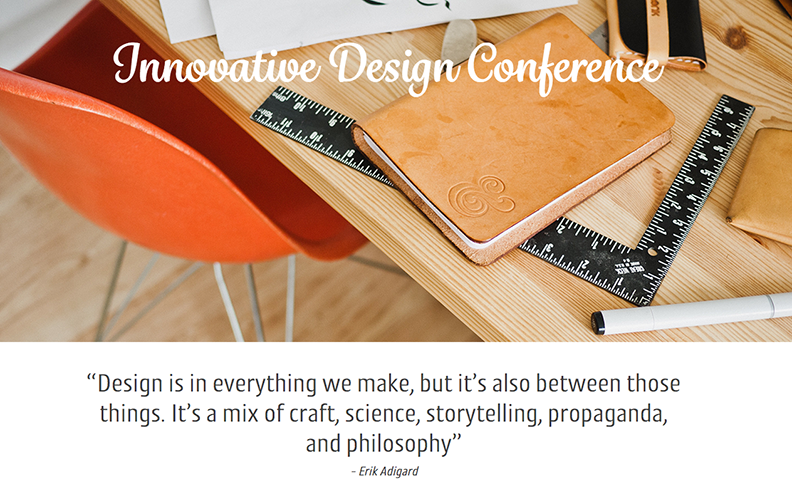 Innovative Design Conference
“Design is in everything we make, but it’s also between those
things. It’s a mix of craft, science, storytelling, propaganda,
and philosophy”
- Erik Adigard